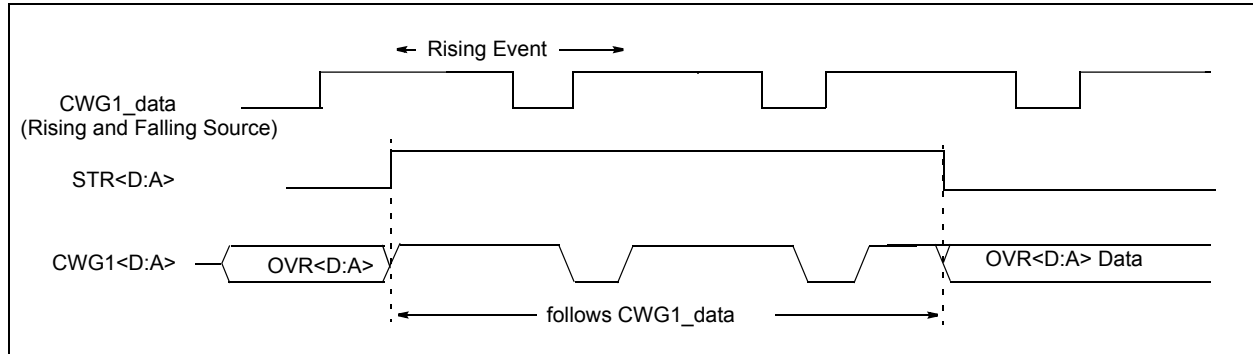 Rising Event
CWG1_data
(Rising and Falling Source)
STR<D:A>
CWG1<D:A>
OVR<D:A>
OVR<D:A> Data
follows CWG1_data